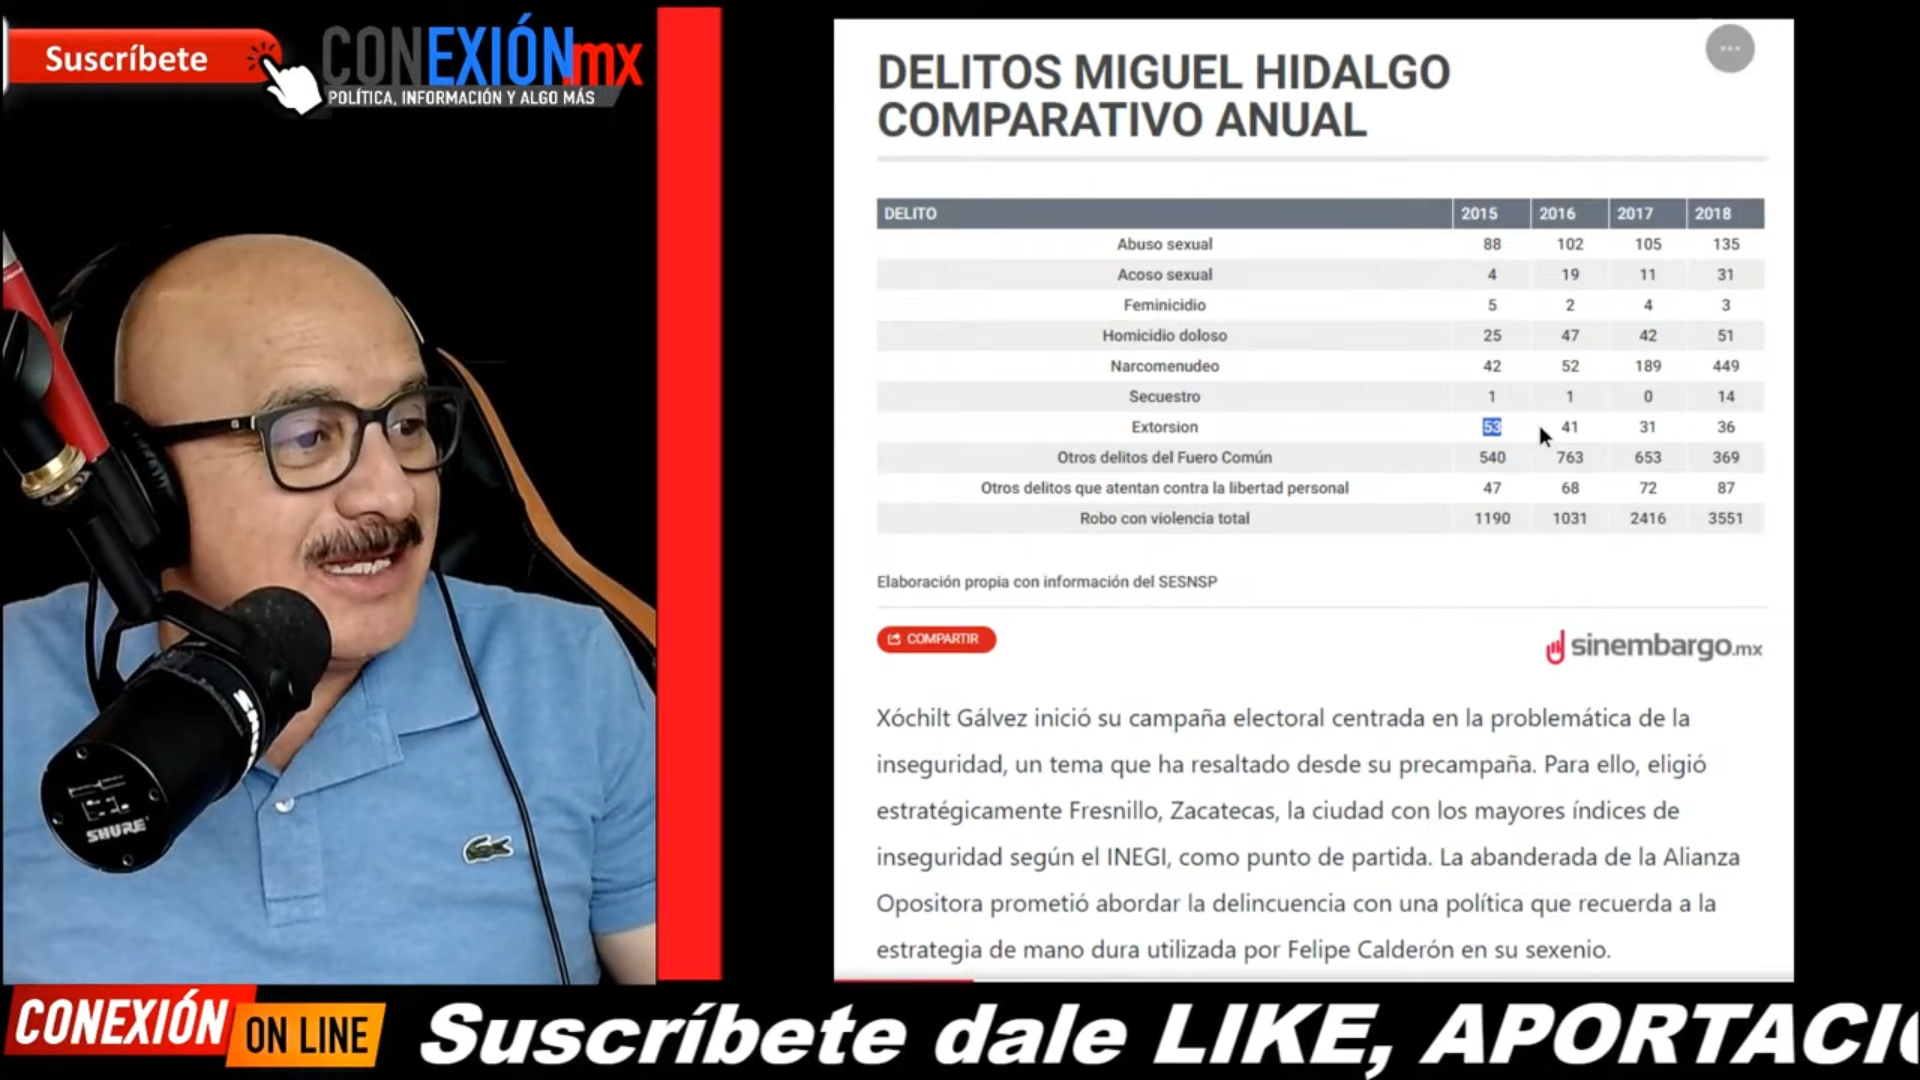 Suscríbete
CONEXIÓN.mx
POLÍTICA, INFORMACIÓN Y ALGO MÁS
SHURE
DELITOS MIGUEL HIDALGO
COMPARATIVO ANUAL
DELITO 2015 2016 2017 2018
Abuso sexual 88 102 105 135
Acoso sexual 4 19 11 31
Feminicidio 5 2 4 3
Homicidio doloso 25 47 42 51
Narcomenudeo 42 52 189 449
Secuestro 1 1 0 14
Extorsion 53 41 31 36
Otros delitos del Fuero Común 540 763 653 369
Otros delitos que atentan contra la libertad personal 47 68 72 87
Robo con violencia total 1190 1031 2416 3551
Elaboración propia con información del SESNSP
COMPARTIR
sinembargo.mx
Xóchilt Gálvez inició su campaña electoral centrada en la problemática de la
inseguridad, un tema que ha resaltado desde su precampaña. Para ello, eligió
estratégicamente Fresnillo, Zacatecas, la ciudad con los mayores índices de
inseguridad según el INEGI, como punto de partida. La abanderada de la Alianza
Opositora prometió abordar la delincuencia con una política que recuerda a la
estrategia de mano dura utilizada por Felipe Calderón en su sexenio.
CONEXIÓN ON LINE
Suscríbete dale LIKE, APORTACIO